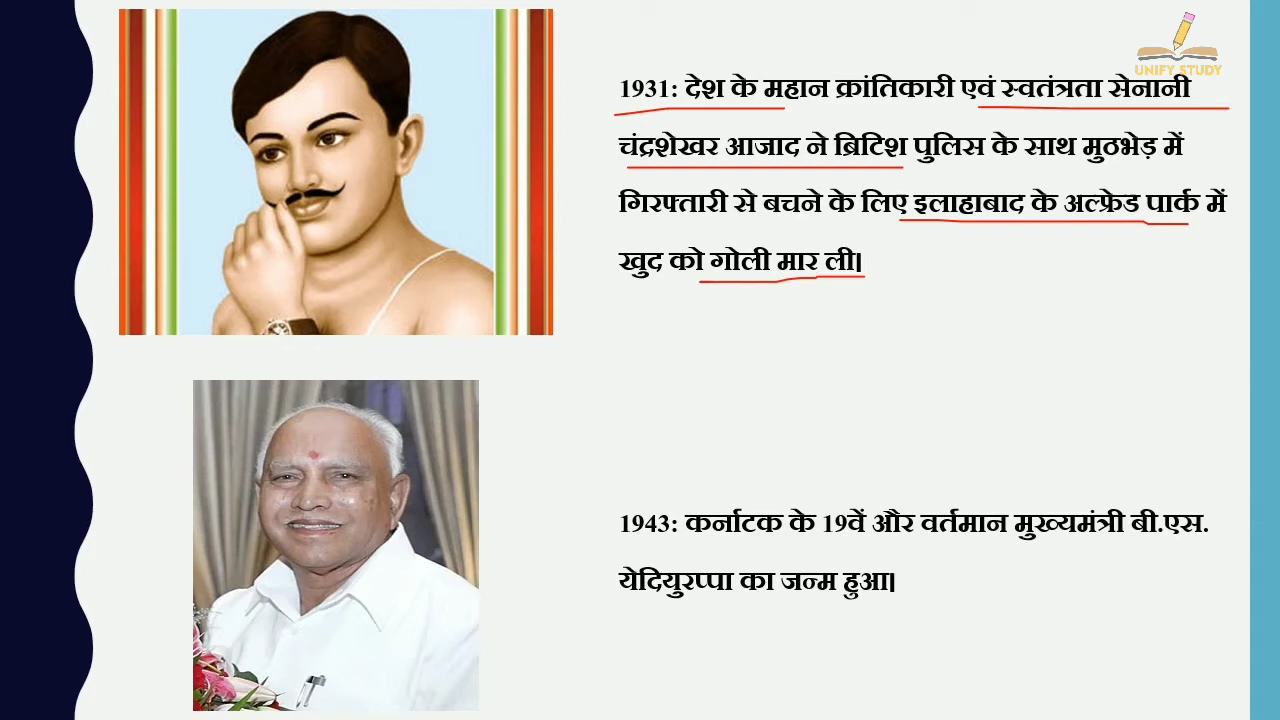 UNIFY STUDY
1931: देश के महान क्रांतिकारी एवं स्वतंत्रता सेनानी
चंद्रशेखर आजाद ने ब्रिटिश पुलिस के साथ मुठभेड़ में
गिरफ्तारी से बचने के लिए इलाहाबाद के अल्फ्रेड पार्क में
खुद को गोली मार ली।
1943: कर्नाटक के 19वें और वर्तमान मुख्यमंत्री बी.एस.
येदियुरप्पा का जन्म हुआ।